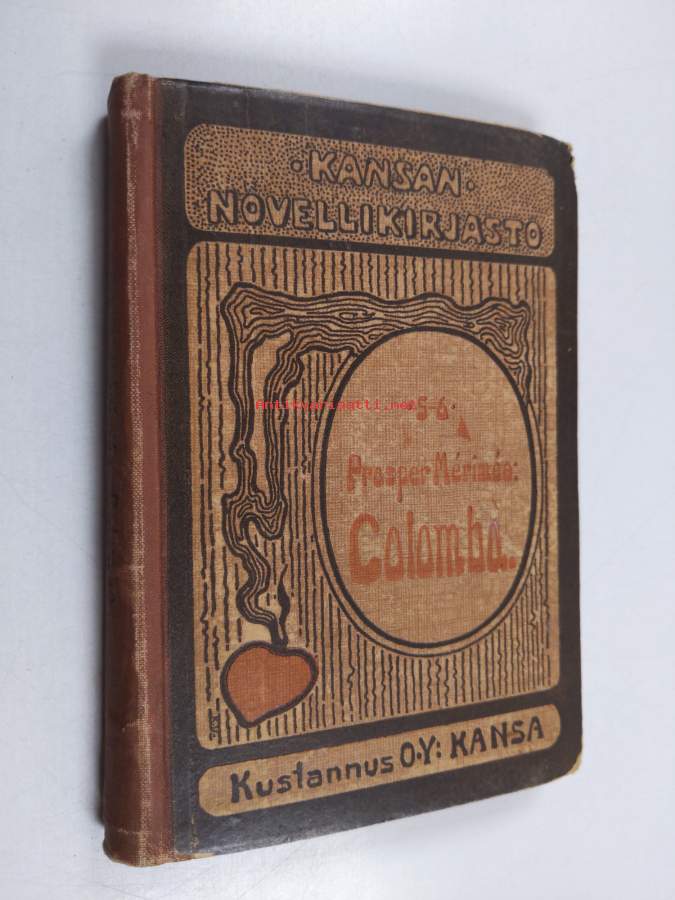 · KANSAN ·
NOVELLIKIRJASTO
5-6.
Prosper Mérimée:
Colomba.
Kustannus O.Y: KANSA
Antikvariaatti.net